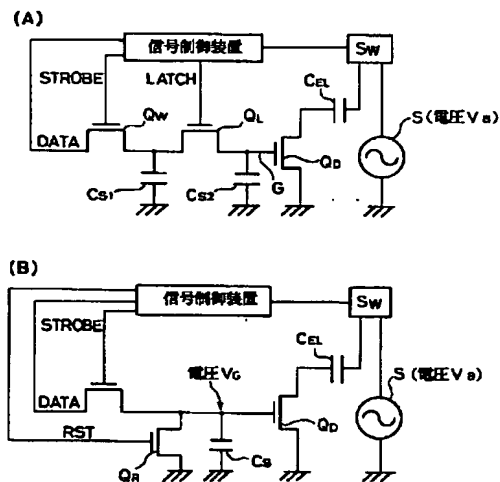 (A)
信号制御装置
SW
STROBE
LATCH
CEL
S(電圧Va)
QW
QL
DATA
QD
CS1
CS2
G
(B)
信号制御装置
SW
STROBE
CEL
電圧VG
S(電圧Va)
DATA
QD
RST
CS
QR